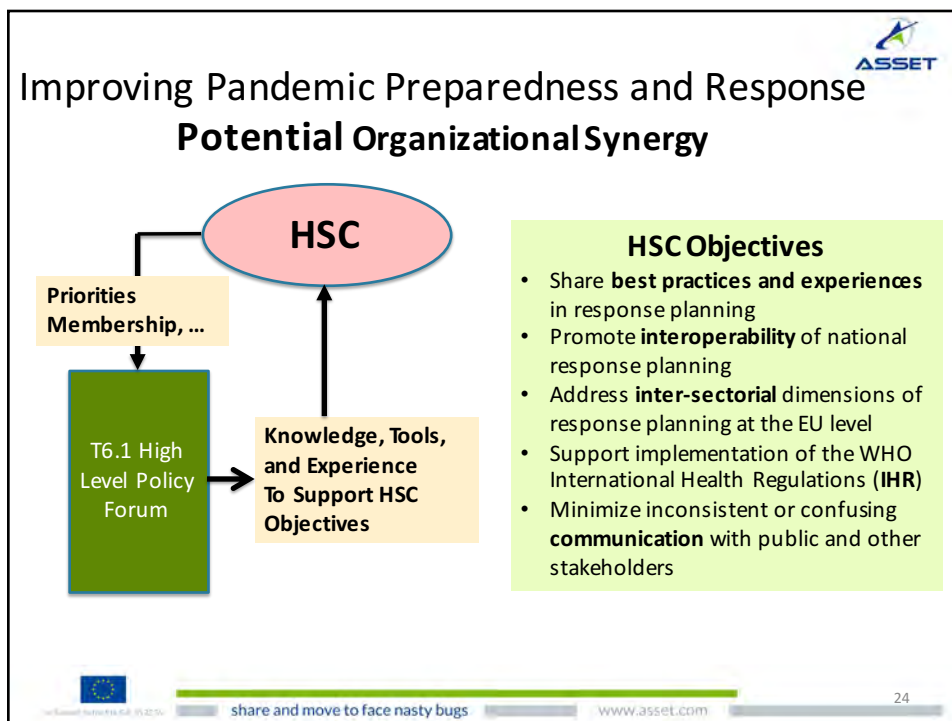 ASSET
Improving Pandemic Preparedness and Response
Potential Organizational Synergy
HSC
Priorities
Membership, ...
T6.1 High
Level Policy
Forum
Knowledge, Tools,
and Experience
To Support HSC
Objectives
HSC Objectives
• Share best practices and experiences
in response planning
• Promote interoperability of national
response planning
• Address inter-sectorial dimensions of
response planning at the EU level
• Support implementation of the WHO
International Health Regulations (IHR)
• Minimize inconsistent or confusing
communication with public and other
stakeholders
share and move to face nasty bugs
www.asset.com
24